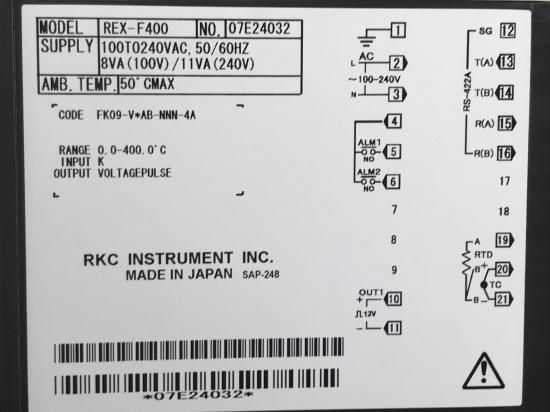 MODEL REX-F400 NO. 07E24032
SUPPLY 100TO240VAC, 50/60HZ
8VA (100V) /11VA (240V)
AMB. TEMP. 50°CMAX
CODE FK09-V*AB-NNN-4A
RANGE 0.0-400.0°C
INPUT K
OUTPUT VOLTAGEPULSE
RKC INSTRUMENT INC.
MADE IN JAPAN SAP-248
*07E24032*
1
AC
L 2
~100-240V
N 3
4
ALM1
5
NO
ALM2
6
NO
7
8
9
OUT1
+ 10
12V
- 11
SG 12
T(A) 13
RS-422A
T(B) 14
R(A) 15
R(B) 16
17
18
A 19
RTD
B + 20
TC
B - 21